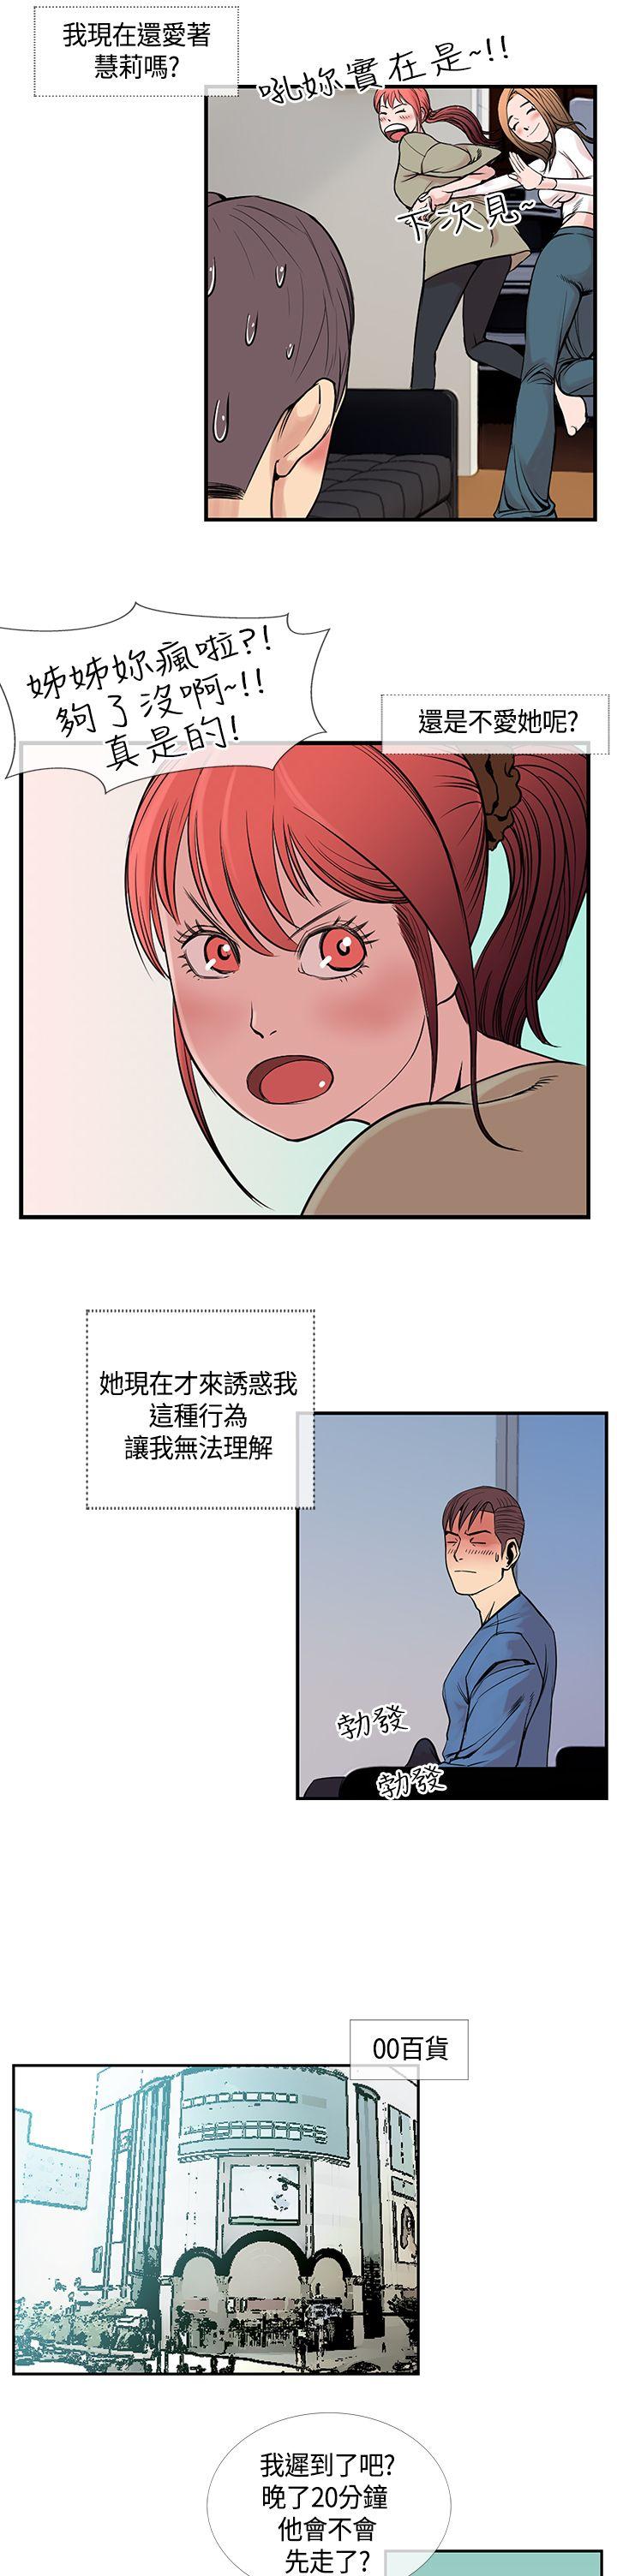 我現在還愛著
慧莉嗎?
吼妳實在是~!!
下次見~
姊姊妳瘋啦?!
夠了沒啊~!!
真是的!
還是不愛她呢?
她現在才來誘惑我
這種行為
讓我無法理解
勃發
勃發
00百貨
我遲到了吧?
晚了20分鐘
他會不會
先走了?